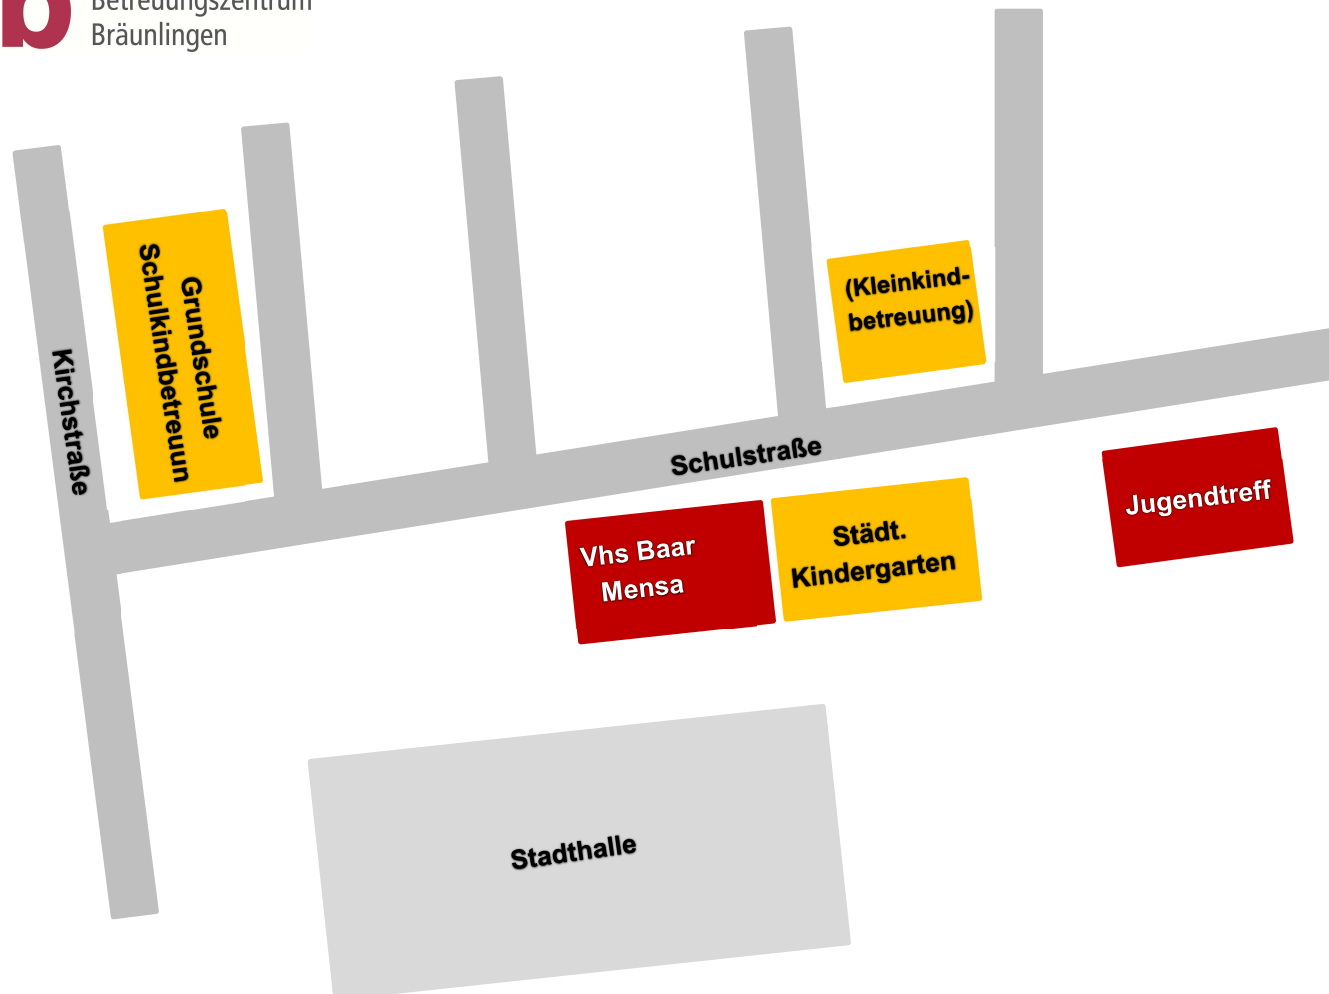 b
Betreuungszentrum
Bräunlingen
Kirchstraße
Grundschule
Schulkindbetreuun
(Kleinkind-
betreuung)
Schulstraße
Vhs Baar
Mensa
Städt.
Kindergarten
Jugendtreff
Stadthalle